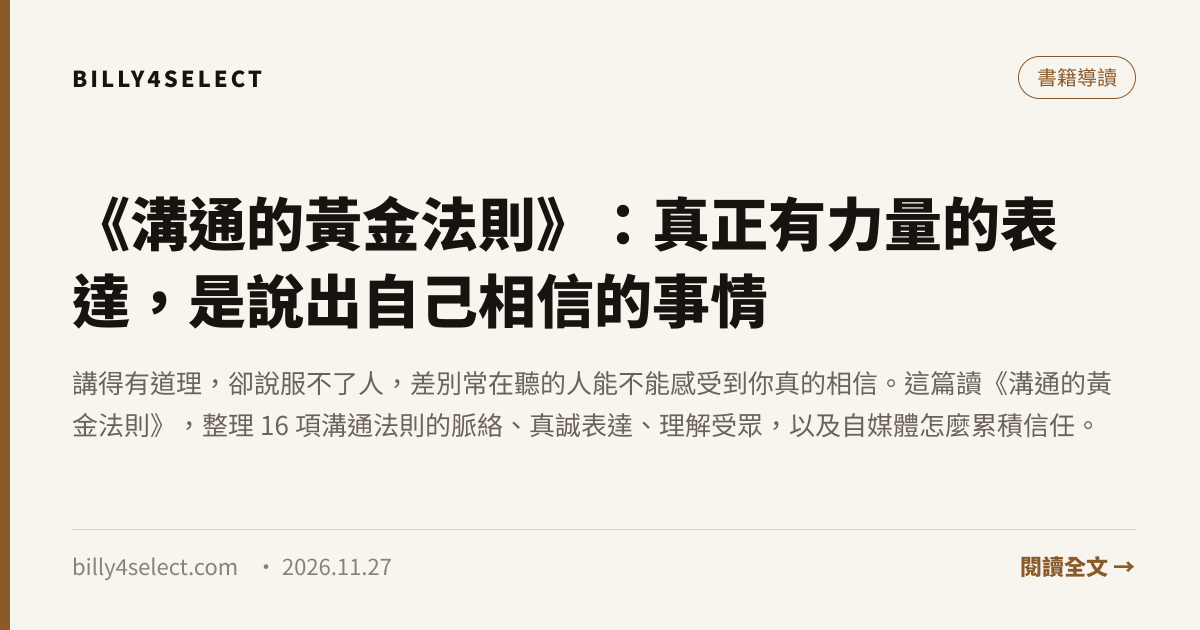 BILLY4SELECT
書籍導讀
《溝通的黃金法則》：真正有力量的表
達，是說出自己相信的事情
講得有道理，卻說服不了人，差別常在聽的人能不能感受到你真的相信。這篇讀《溝通的黃
金法則》，整理 16 項溝通法則的脈絡、真誠表達、理解受眾，以及自媒體怎麼累積信任。
billy4select.com ・ 2026.11.27
閱讀全文 →